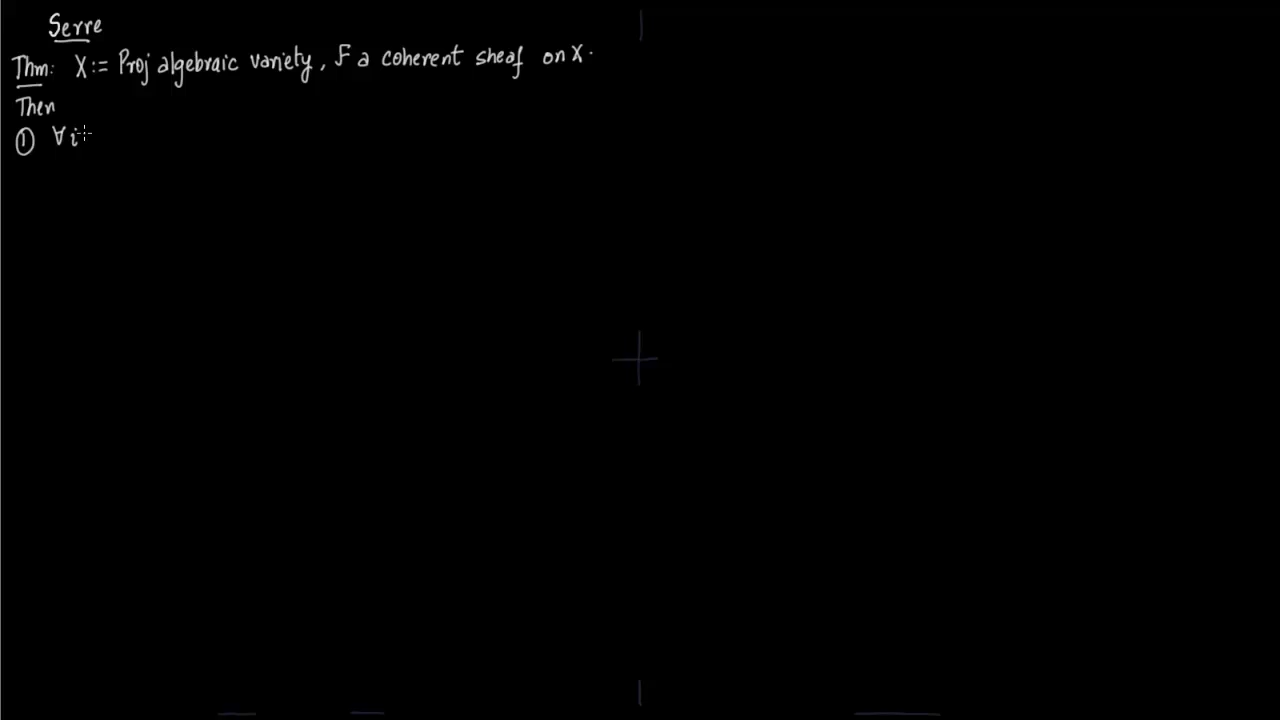 Serre
Thm: X := Proj algebraic variety, F a coherent sheaf on X.
Then
① ∀ i